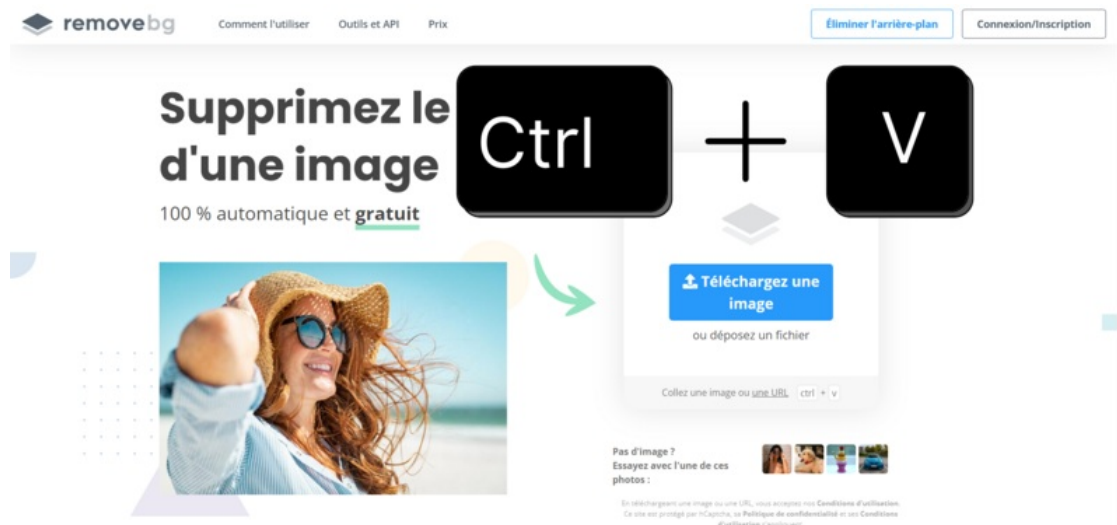 removebg
Comment l'utiliser
Outils et API
Prix
Éliminer l'arrière-plan
Connexion/Inscription
Supprimez le
d'une image
Ctrl
+
V
100 % automatique et gratuit
Téléchargez une
image
ou déposez un fichier
Collez une image ou une URL ctrl + v
Pas d'image ?
Essayez avec l'une de ces
photos :
En téléchargeant une image ou une URL, vous acceptez nos Conditions d'utilisation.
Ce site est protégé par hCaptcha, sa Politique de confidentialité et ses Conditions
d'utilisation s'appliquent.